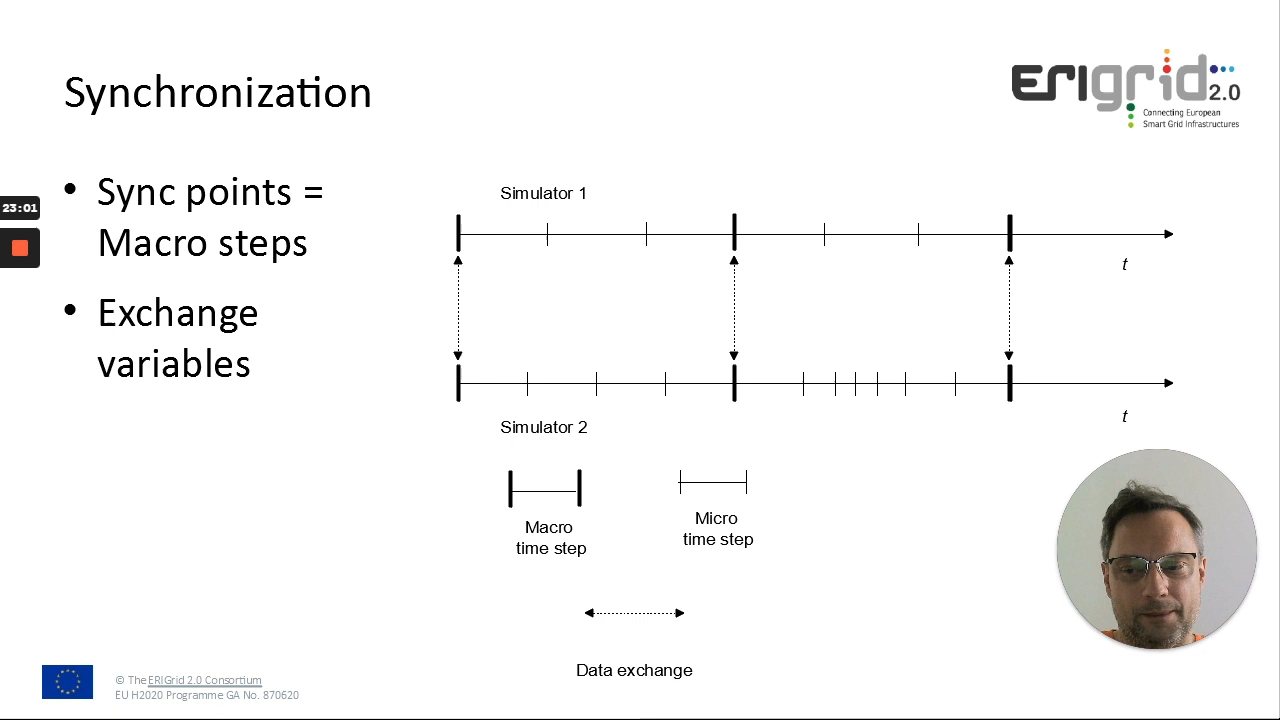 Synchronization
ERIgrid 2.0
Connecting European
Smart Grid Infrastructures
• Sync points =
Macro steps
• Exchange
variables
23:01
Simulator 1
t
Simulator 2
t
Macro
time step
Micro
time step
Data exchange
© The ERIGrid 2.0 Consortium
EU H2020 Programme GA No. 870620